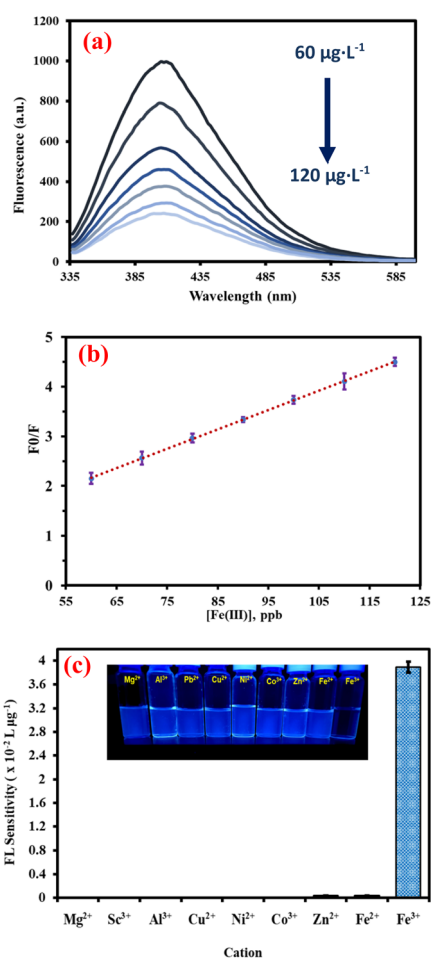 (a)
Fluorescence (a.u.)
1200
1000
800
600
400
200
0
60 µg·L⁻¹
120 µg·L⁻¹
335 385 435 485 535 585
Wavelength (nm)
(b)
F0/F
5
4
3
2
1
0
55 65 75 85 95 105 115 125
[Fe(III)], ppb
(c)
FL Sensitivity ( x 10⁻² L µg⁻¹)
4
3.6
3.2
2.8
2.4
2
1.6
1.2
0.8
0.4
0
Mg²⁺ Al³⁺ Pb²⁺ Cu²⁺ Ni²⁺ Co³⁺ Zn²⁺ Fe²⁺ Fe³⁺
Mg²⁺ Sc³⁺ Al³⁺ Cu²⁺ Ni²⁺ Co³⁺ Zn²⁺ Fe²⁺ Fe³⁺
Cation